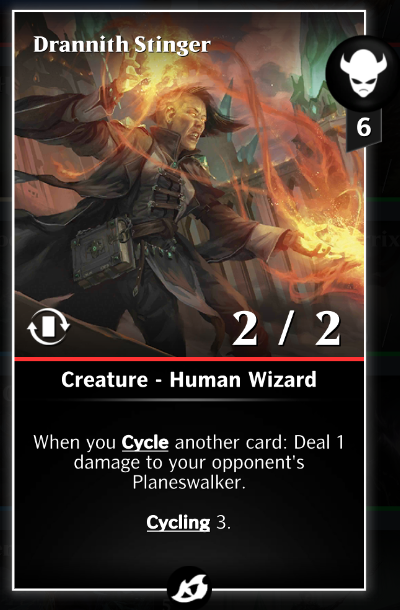 Drannith Stinger
6
2 / 2
Creature - Human Wizard
When you Cycle another card: Deal 1
damage to your opponent's
Planeswalker.
Cycling 3.